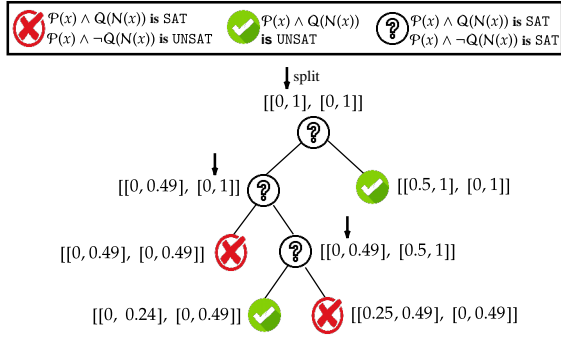 𝒫(x) ∧ Q(N(x)) is SAT
𝒫(x) ∧ ¬Q(N(x)) is UNSAT
𝒫(x) ∧ Q(N(x))
is UNSAT
𝒫(x) ∧ Q(N(x)) is SAT
𝒫(x) ∧ ¬Q(N(x)) is SAT
split
[[0, 1], [0, 1]]
?
[[0, 0.49], [0, 1]]
?
[[0.5, 1], [0, 1]]
[[0, 0.49], [0, 0.49]]
?
[[0, 0.49], [0.5, 1]]
[[0, 0.24], [0, 0.49]]
[[0.25, 0.49], [0, 0.49]]